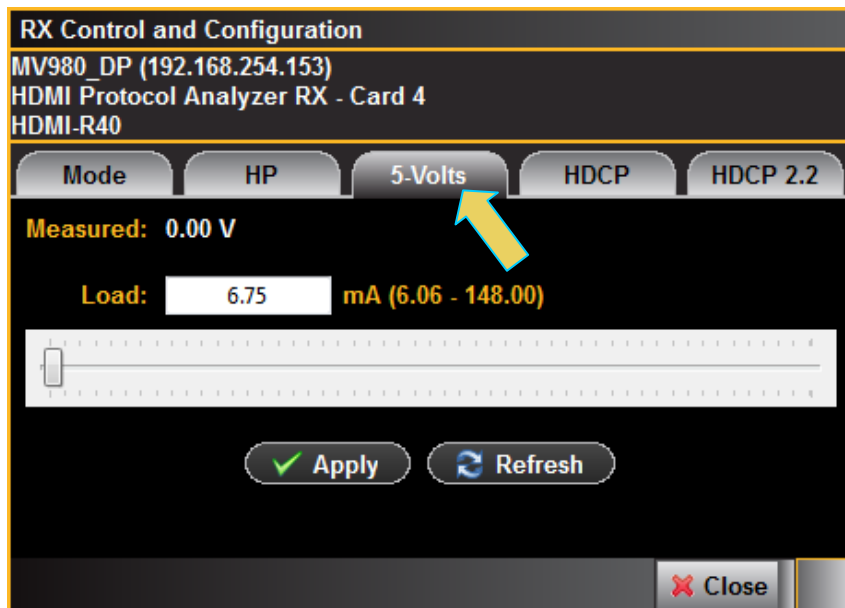 RX Control and Configuration
MV980_DP (192.168.254.153)
HDMI Protocol Analyzer RX - Card 4
HDMI-R40
Mode HP 5-Volts HDCP HDCP 2.2
Measured: 0.00 V
Load: 6.75 mA (6.06 - 148.00)
Apply Refresh
Close